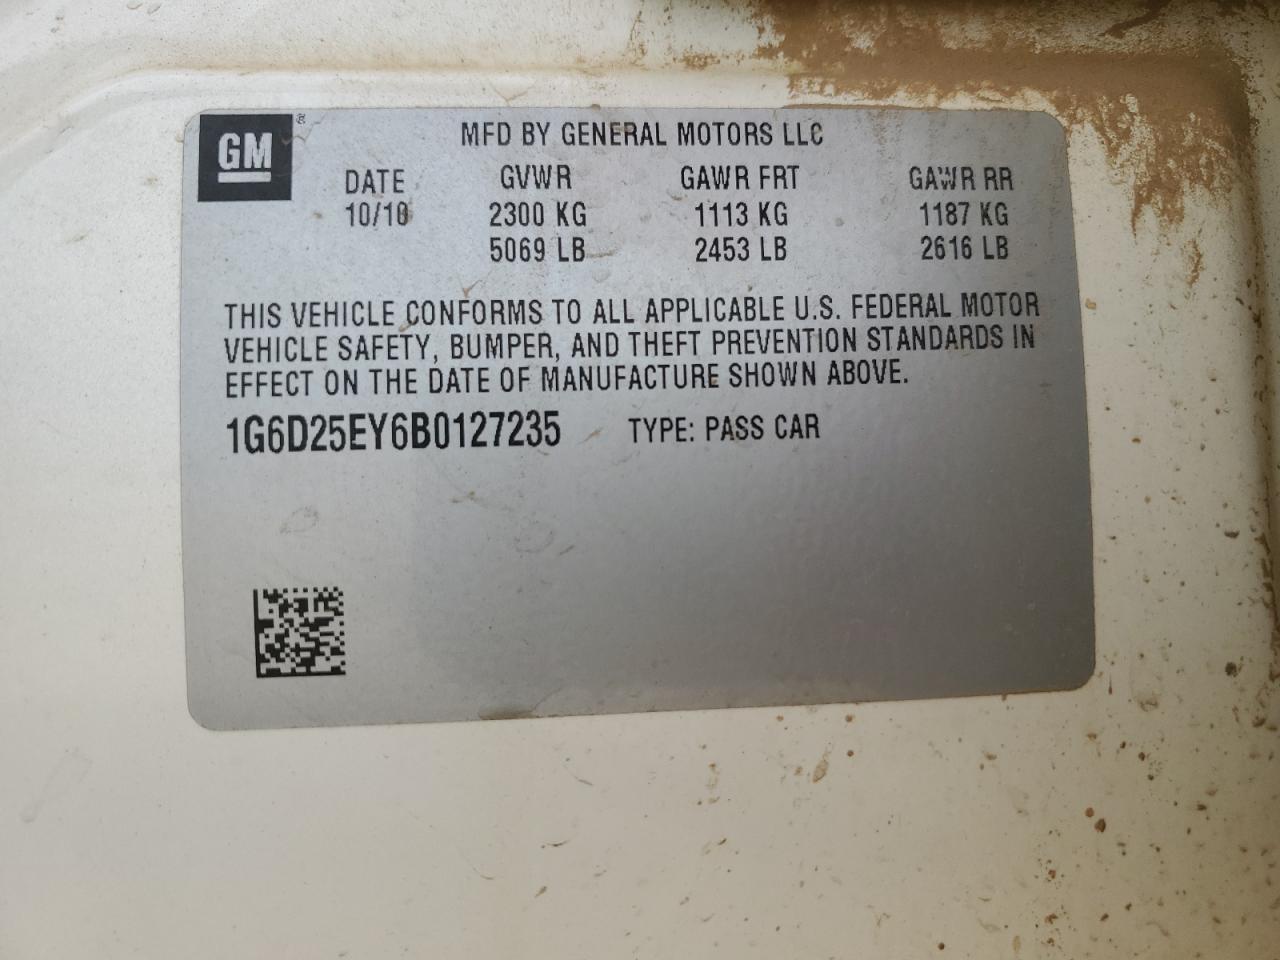 GM ®
MFD BY GENERAL MOTORS LLC
DATE GVWR GAWR FRT GAWR RR
10/10 2300 KG 1113 KG 1187 KG
5069 LB 2453 LB 2616 LB
THIS VEHICLE CONFORMS TO ALL APPLICABLE U.S. FEDERAL MOTOR
VEHICLE SAFETY, BUMPER, AND THEFT PREVENTION STANDARDS IN
EFFECT ON THE DATE OF MANUFACTURE SHOWN ABOVE.
1G6D25EY6B0127235 TYPE: PASS CAR